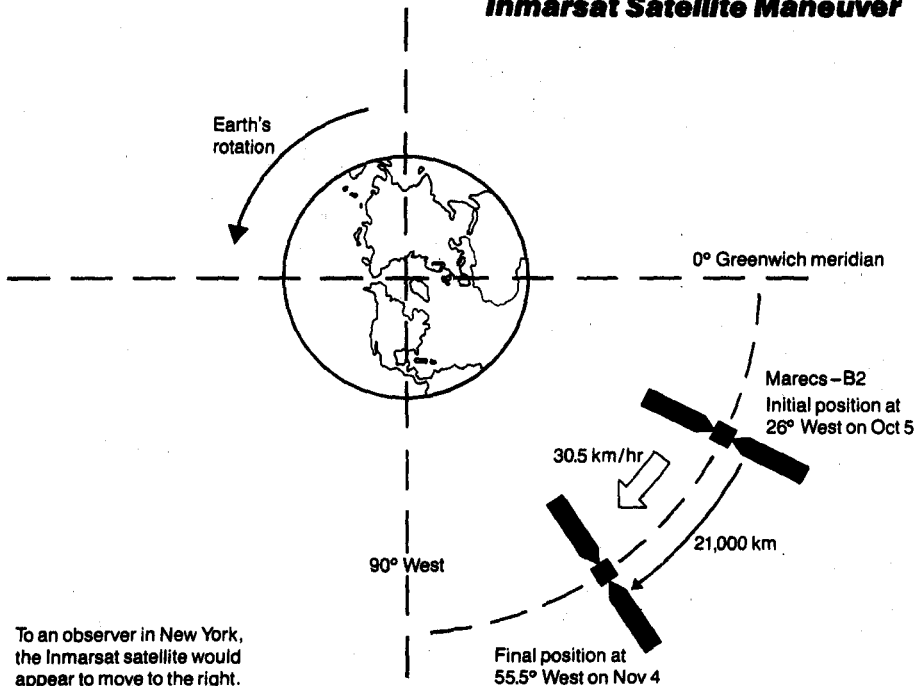 Inmarsat Satellite Maneuver
Earth's
rotation
0° Greenwich meridian
Marecs–B2
Initial position at
26° West on Oct 5
30.5 km/hr
21,000 km
90° West
To an observer in New York,
the Inmarsat satellite would
appear to move to the right.
Final position at
55.5° West on Nov 4